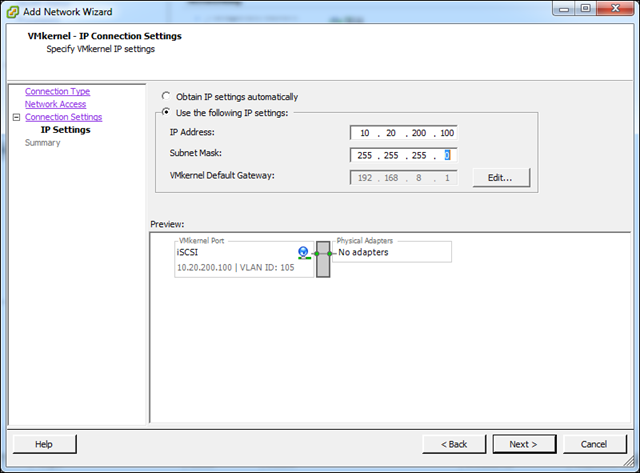 Add Network Wizard
VMkernel - IP Connection Settings
Specify VMkernel IP settings
Connection Type
Network Access
Connection Settings
IP Settings
Summary
Obtain IP settings automatically
Use the following IP settings:
IP Address:
10 . 20 . 200 . 100
Subnet Mask:
255 . 255 . 255 . 0
VMkernel Default Gateway:
192 . 168 . 8 . 1
Edit...
Preview:
VMkernel Port
iSCSI
10.20.200.100 | VLAN ID: 105
Physical Adapters
No adapters
Help
< Back
Next >
Cancel